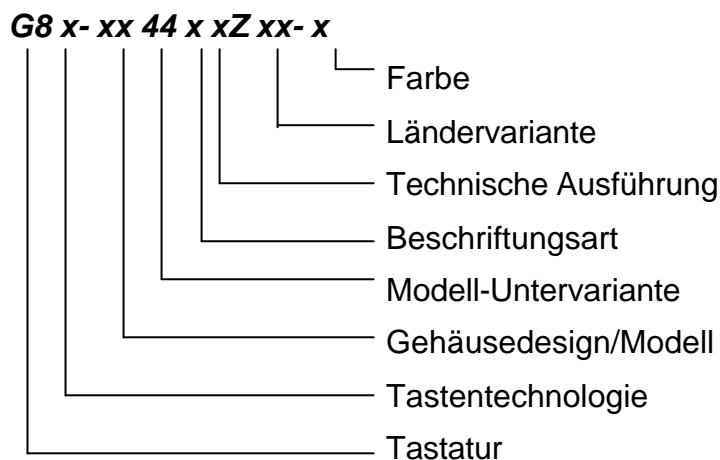 G8 x- xx 44 x xZ xx- x
Farbe
Ländervariante
Technische Ausführung
Beschriftungsart
Modell-Untervariante
Gehäusedesign/Modell
Tastentechnologie
Tastatur